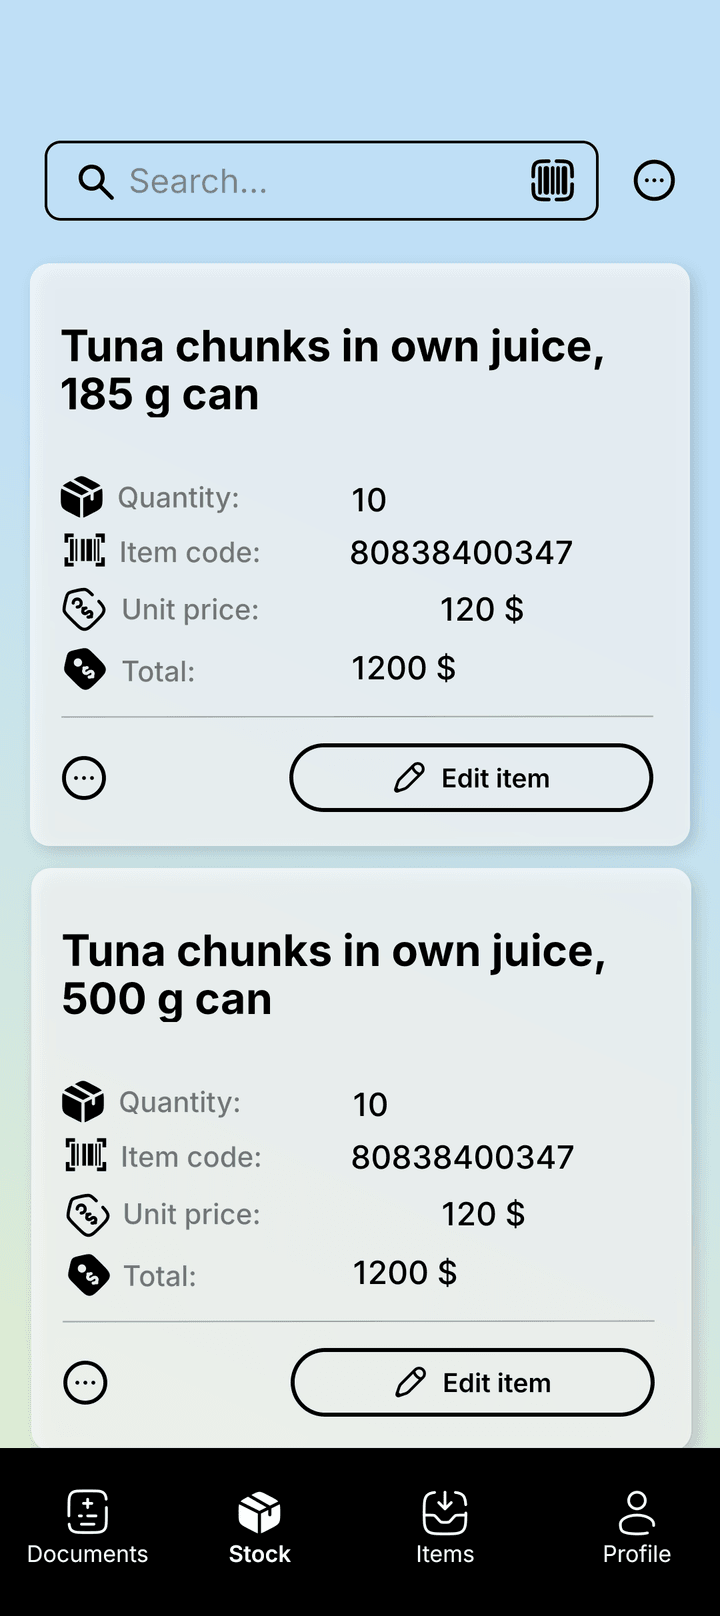 Search...
Tuna chunks in own juice,
185 g can
Quantity: 10
Item code: 80838400347
Unit price: 120 $
Total: 1200 $
Edit item
Tuna chunks in own juice,
500 g can
Quantity: 10
Item code: 80838400347
Unit price: 120 $
Total: 1200 $
Edit item
Documents Stock Items Profile